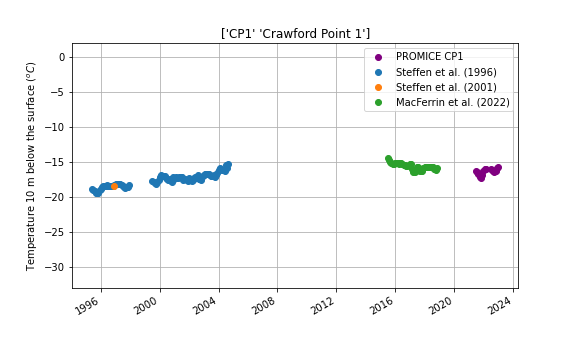 ['CP1' 'Crawford Point 1']
Temperature 10 m below the surface (°C)
0
−5
−10
−15
−20
−25
−30
1996
2000
2004
2008
2012
2016
2020
2024
PROMICE CP1
Steffen et al. (1996)
Steffen et al. (2001)
MacFerrin et al. (2022)